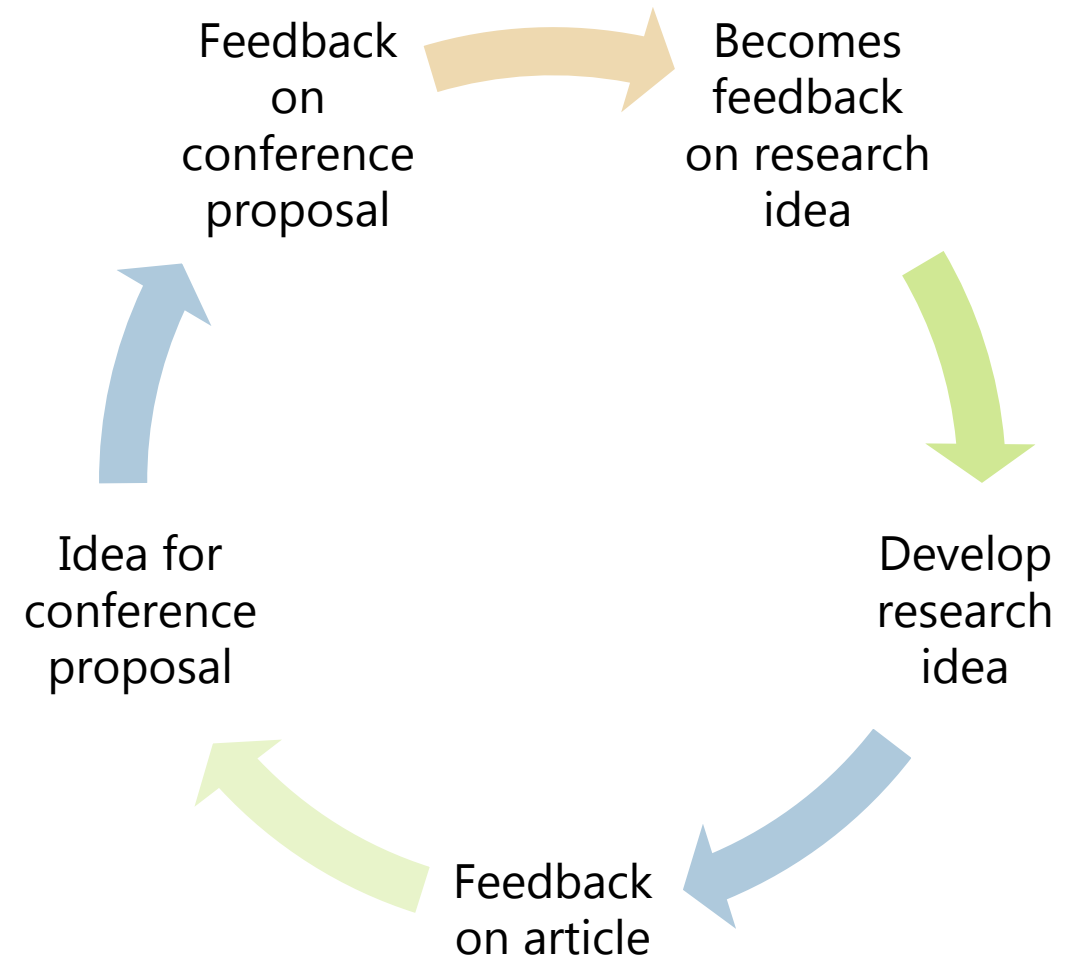 Feedback
on
conference
proposal
Becomes
feedback
on research
idea
Develop
research
idea
Feedback
on article
Idea for
conference
proposal